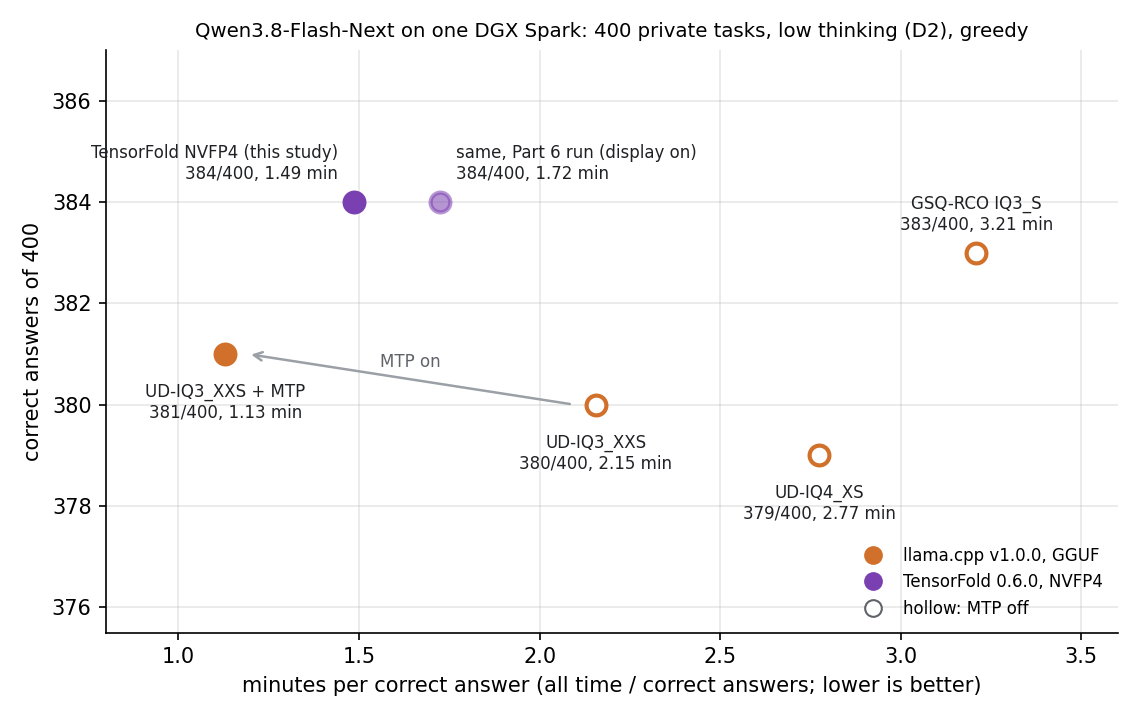 Qwen3.8-Flash-Next on one DGX Spark: 400 private tasks, low thinking (D2), greedy
correct answers of 400
386
384
382
380
378
376
TensorFold NVFP4 (this study)
384/400, 1.49 min
same, Part 6 run (display on)
384/400, 1.72 min
GSQ-RCO IQ3_S
383/400, 3.21 min
MTP on
UD-IQ3_XXS + MTP
381/400, 1.13 min
UD-IQ3_XXS
380/400, 2.15 min
UD-IQ4_XS
379/400, 2.77 min
llama.cpp v1.0.0, GGUF
TensorFold 0.6.0, NVFP4
hollow: MTP off
1.0
1.5
2.0
2.5
3.0
3.5
minutes per correct answer (all time / correct answers; lower is better)